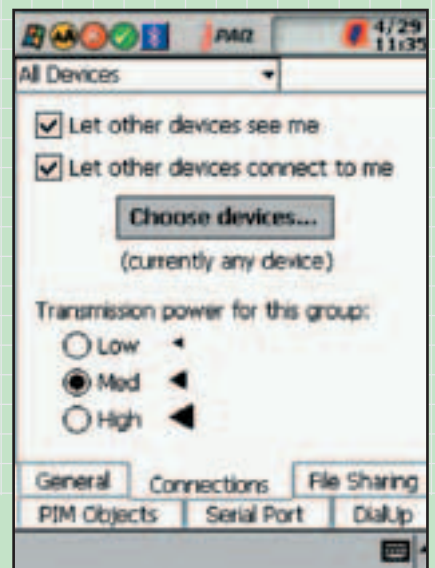 iPAQ 4/29
11:35
All Devices
Let other devices see me
Let other devices connect to me
Choose devices...
(currently any device)
Transmission power for this group:
Low
Med
High
General Connections File Sharing
PIM Objects Serial Port DialUp